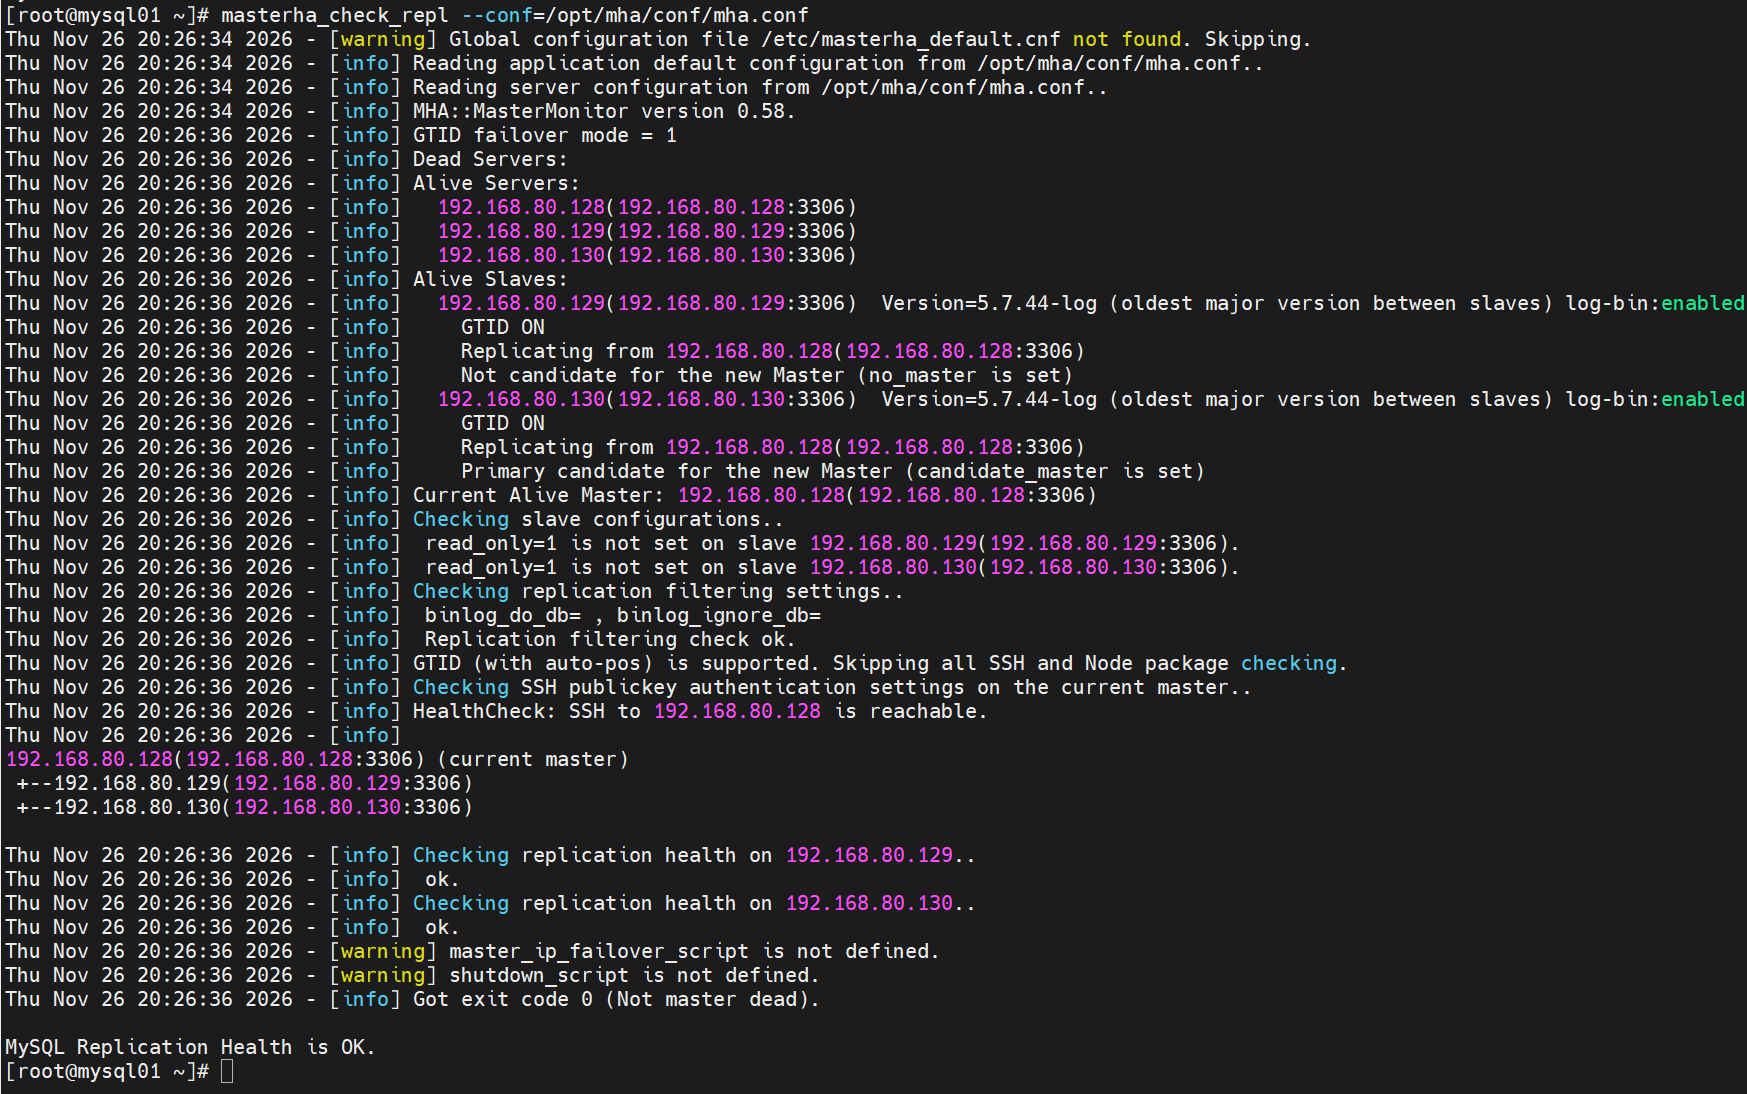 [root@mysql01 ~]# masterha_check_repl --conf=/opt/mha/conf/mha.conf
Thu Nov 26 20:26:34 2026 - [warning] Global configuration file /etc/masterha_default.cnf not found. Skipping.
Thu Nov 26 20:26:34 2026 - [info] Reading application default configuration from /opt/mha/conf/mha.conf..
Thu Nov 26 20:26:34 2026 - [info] Reading server configuration from /opt/mha/conf/mha.conf..
Thu Nov 26 20:26:34 2026 - [info] MHA::MasterMonitor version 0.58.
Thu Nov 26 20:26:36 2026 - [info] GTID failover mode = 1
Thu Nov 26 20:26:36 2026 - [info] Dead Servers:
Thu Nov 26 20:26:36 2026 - [info] Alive Servers:
Thu Nov 26 20:26:36 2026 - [info]   192.168.80.128(192.168.80.128:3306)
Thu Nov 26 20:26:36 2026 - [info]   192.168.80.129(192.168.80.129:3306)
Thu Nov 26 20:26:36 2026 - [info]   192.168.80.130(192.168.80.130:3306)
Thu Nov 26 20:26:36 2026 - [info] Alive Slaves:
Thu Nov 26 20:26:36 2026 - [info]   192.168.80.129(192.168.80.129:3306)  Version=5.7.44-log (oldest major version between slaves) log-bin:enabled
Thu Nov 26 20:26:36 2026 - [info]     GTID ON
Thu Nov 26 20:26:36 2026 - [info]     Replicating from 192.168.80.128(192.168.80.128:3306)
Thu Nov 26 20:26:36 2026 - [info]     Not candidate for the new Master (no_master is set)
Thu Nov 26 20:26:36 2026 - [info]   192.168.80.130(192.168.80.130:3306)  Version=5.7.44-log (oldest major version between slaves) log-bin:enabled
Thu Nov 26 20:26:36 2026 - [info]     GTID ON
Thu Nov 26 20:26:36 2026 - [info]     Replicating from 192.168.80.128(192.168.80.128:3306)
Thu Nov 26 20:26:36 2026 - [info]     Primary candidate for the new Master (candidate_master is set)
Thu Nov 26 20:26:36 2026 - [info] Current Alive Master: 192.168.80.128(192.168.80.128:3306)
Thu Nov 26 20:26:36 2026 - [info] Checking slave configurations..
Thu Nov 26 20:26:36 2026 - [info]  read_only=1 is not set on slave 192.168.80.129(192.168.80.129:3306).
Thu Nov 26 20:26:36 2026 - [info]  read_only=1 is not set on slave 192.168.80.130(192.168.80.130:3306).
Thu Nov 26 20:26:36 2026 - [info] Checking replication filtering settings..
Thu Nov 26 20:26:36 2026 - [info]  binlog_do_db= , binlog_ignore_db=
Thu Nov 26 20:26:36 2026 - [info]  Replication filtering check ok.
Thu Nov 26 20:26:36 2026 - [info] GTID (with auto-pos) is supported. Skipping all SSH and Node package checking.
Thu Nov 26 20:26:36 2026 - [info] Checking SSH publickey authentication settings on the current master..
Thu Nov 26 20:26:36 2026 - [info] HealthCheck: SSH to 192.168.80.128 is reachable.
Thu Nov 26 20:26:36 2026 - [info]
192.168.80.128(192.168.80.128:3306) (current master)
 +--192.168.80.129(192.168.80.129:3306)
 +--192.168.80.130(192.168.80.130:3306)
Thu Nov 26 20:26:36 2026 - [info] Checking replication health on 192.168.80.129..
Thu Nov 26 20:26:36 2026 - [info]  ok.
Thu Nov 26 20:26:36 2026 - [info] Checking replication health on 192.168.80.130..
Thu Nov 26 20:26:36 2026 - [info]  ok.
Thu Nov 26 20:26:36 2026 - [warning] master_ip_failover_script is not defined.
Thu Nov 26 20:26:36 2026 - [warning] shutdown_script is not defined.
Thu Nov 26 20:26:36 2026 - [info] Got exit code 0 (Not master dead).
MySQL Replication Health is OK.
[root@mysql01 ~]#